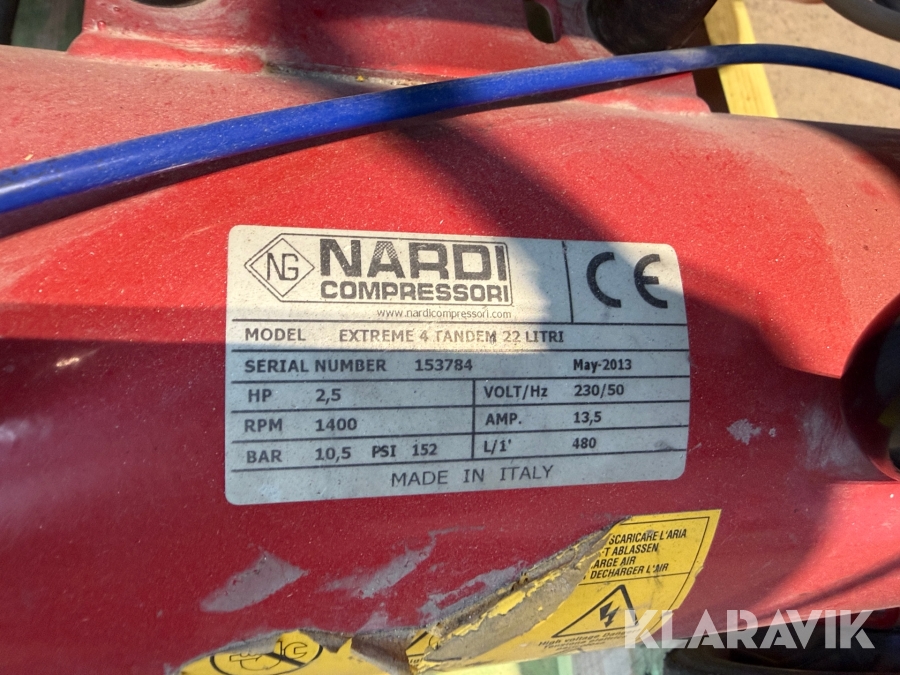 NG NARDI
COMPRESSORI
www.nardicompressori.com
CE
MODEL EXTREME 4 TANDEM 22 LITRI
SERIAL NUMBER 153784 May-2013
HP 2,5 VOLT/Hz 230/50
RPM 1400 AMP. 13,5
BAR 10,5 PSI 152 L/1' 480
MADE IN ITALY
SCARICARE L'ARIA
ABLASSEN
AIR
DECHARGER L'AIR
High voltage
KLARAVIK